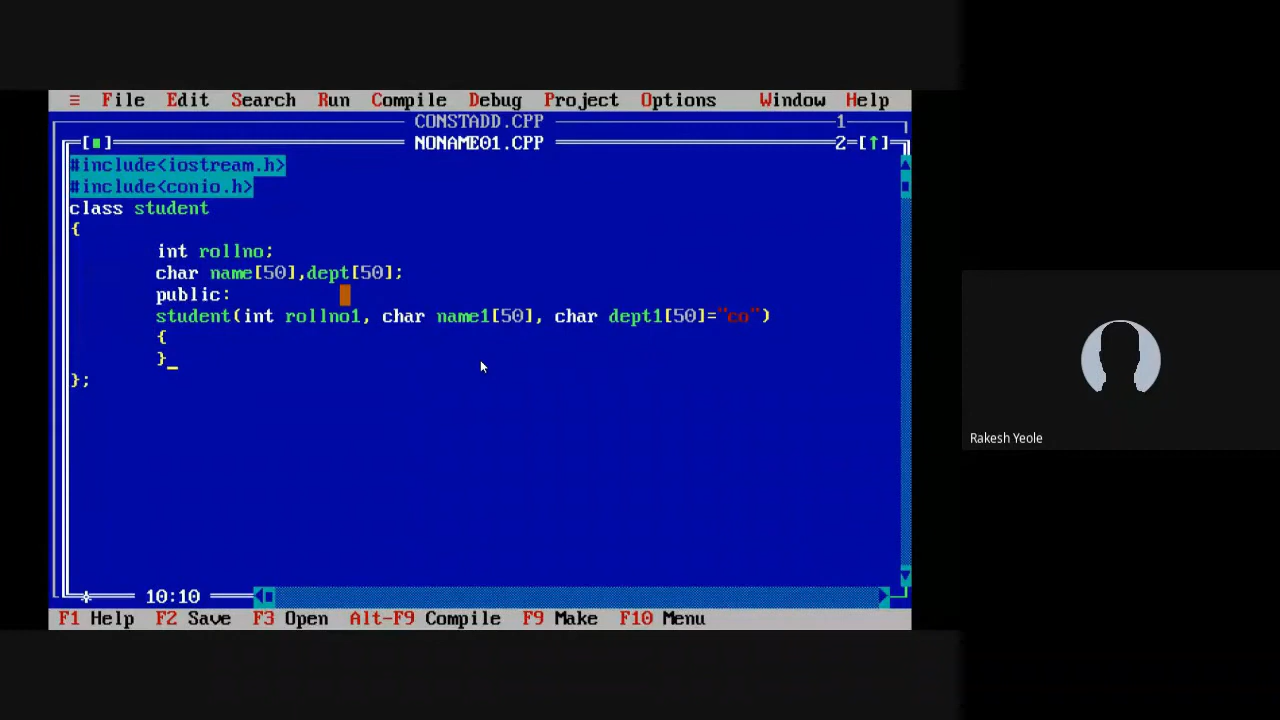 ≡ File Edit Search Run Compile Debug Project Options Window Help
CONSTADD.CPP 1
[■] NONAME01.CPP 2=[↑]
#include<iostream.h>
#include<conio.h>
class student
{
int rollno;
char name[50],dept[50];
public:
student(int rollno1, char name1[50], char dept1[50]="co")
{
}_
};
10:10
F1 Help F2 Save F3 Open Alt-F9 Compile F9 Make F10 Menu
Rakesh Yeole